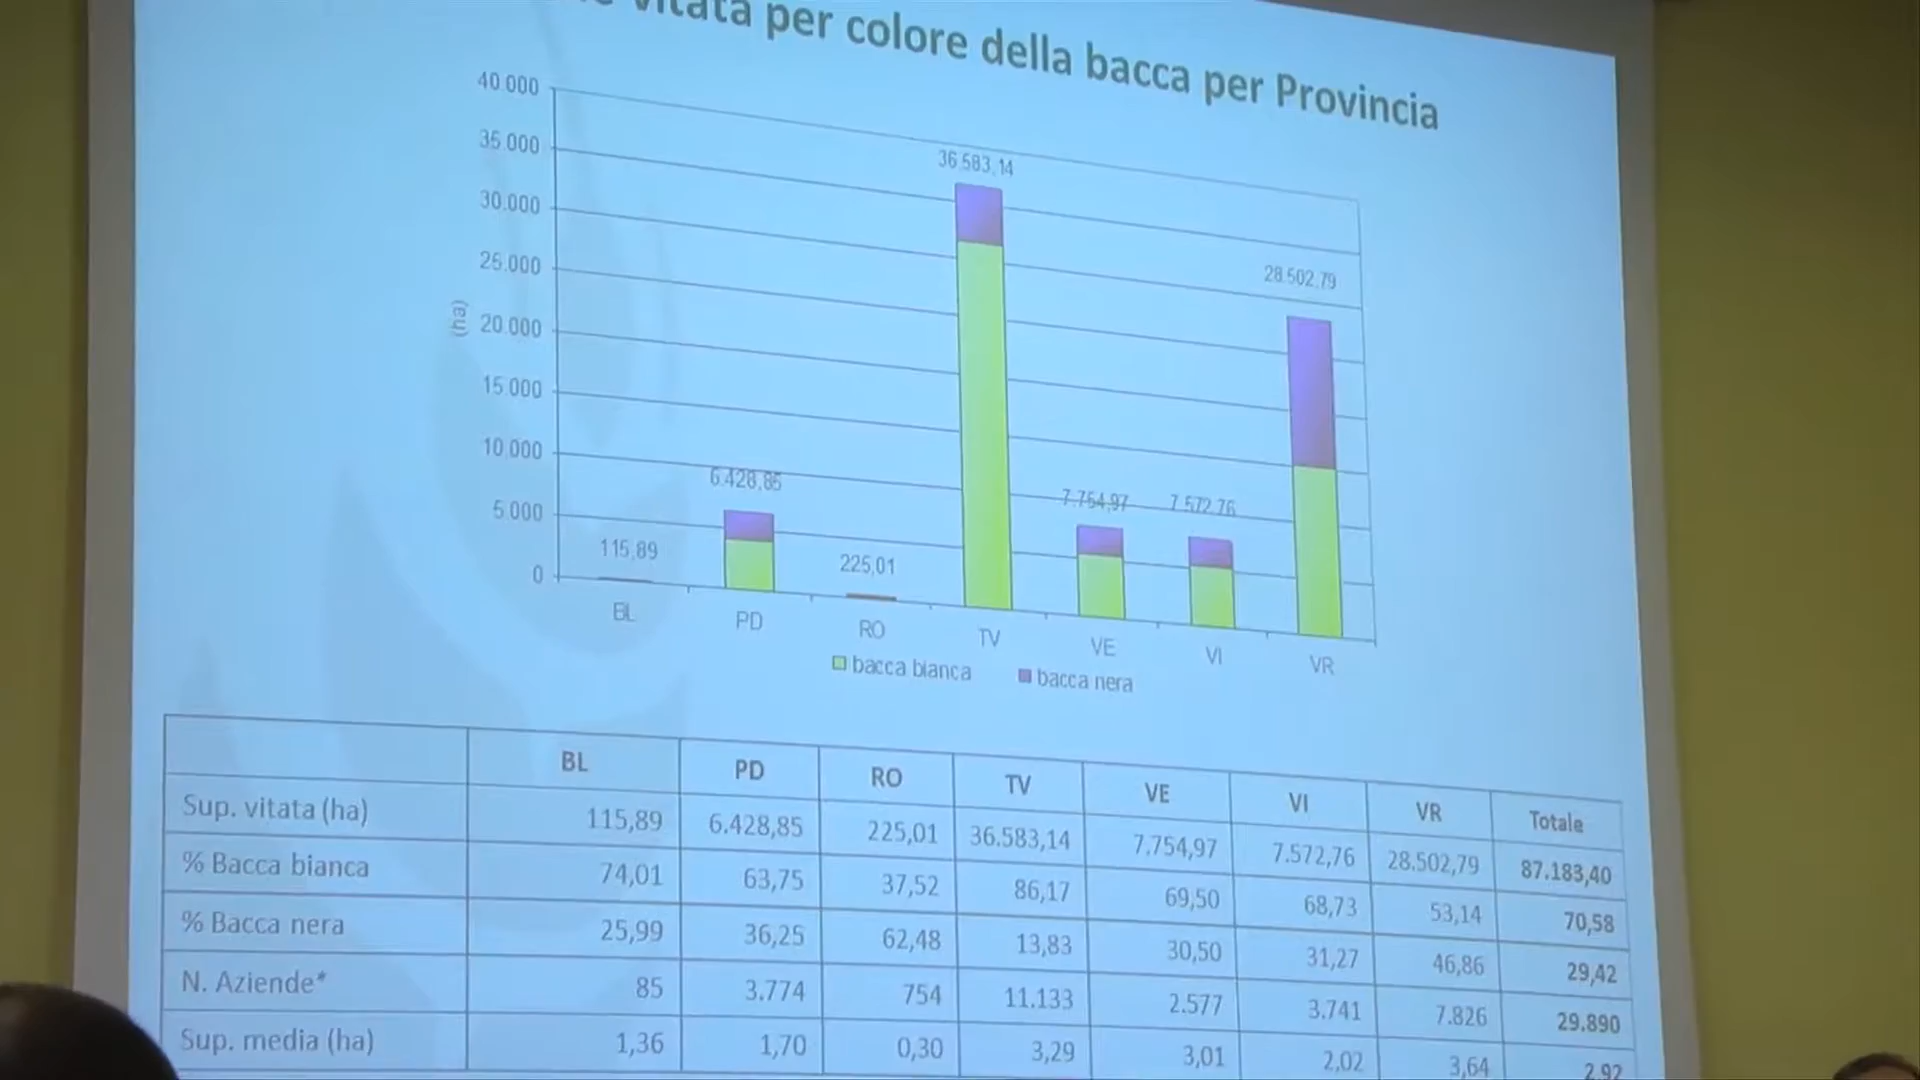 vitata per colore della bacca per Provincia
40.000
35.000
30.000
25.000
20.000
15.000
10.000
5.000
0
(ha)
115,89
6.428,85
225,01
36.583,14
7.754,97
7.572,76
28.502,79
BL PD RO TV VE VI VR
bacca bianca bacca nera
BL PD RO TV VE VI VR Totale
Sup. vitata (ha) 115,89 6.428,85 225,01 36.583,14 7.754,97 7.572,76 28.502,79 87.183,40
% Bacca bianca 74,01 63,75 37,52 86,17 69,50 68,73 53,14 70,58
% Bacca nera 25,99 36,25 62,48 13,83 30,50 31,27 46,86 29,42
N. Aziende* 85 3.774 754 11.133 2.577 3.741 7.826 29.890
Sup. media (ha) 1,36 1,70 0,30 3,29 3,01 2,02 3,64 2,92